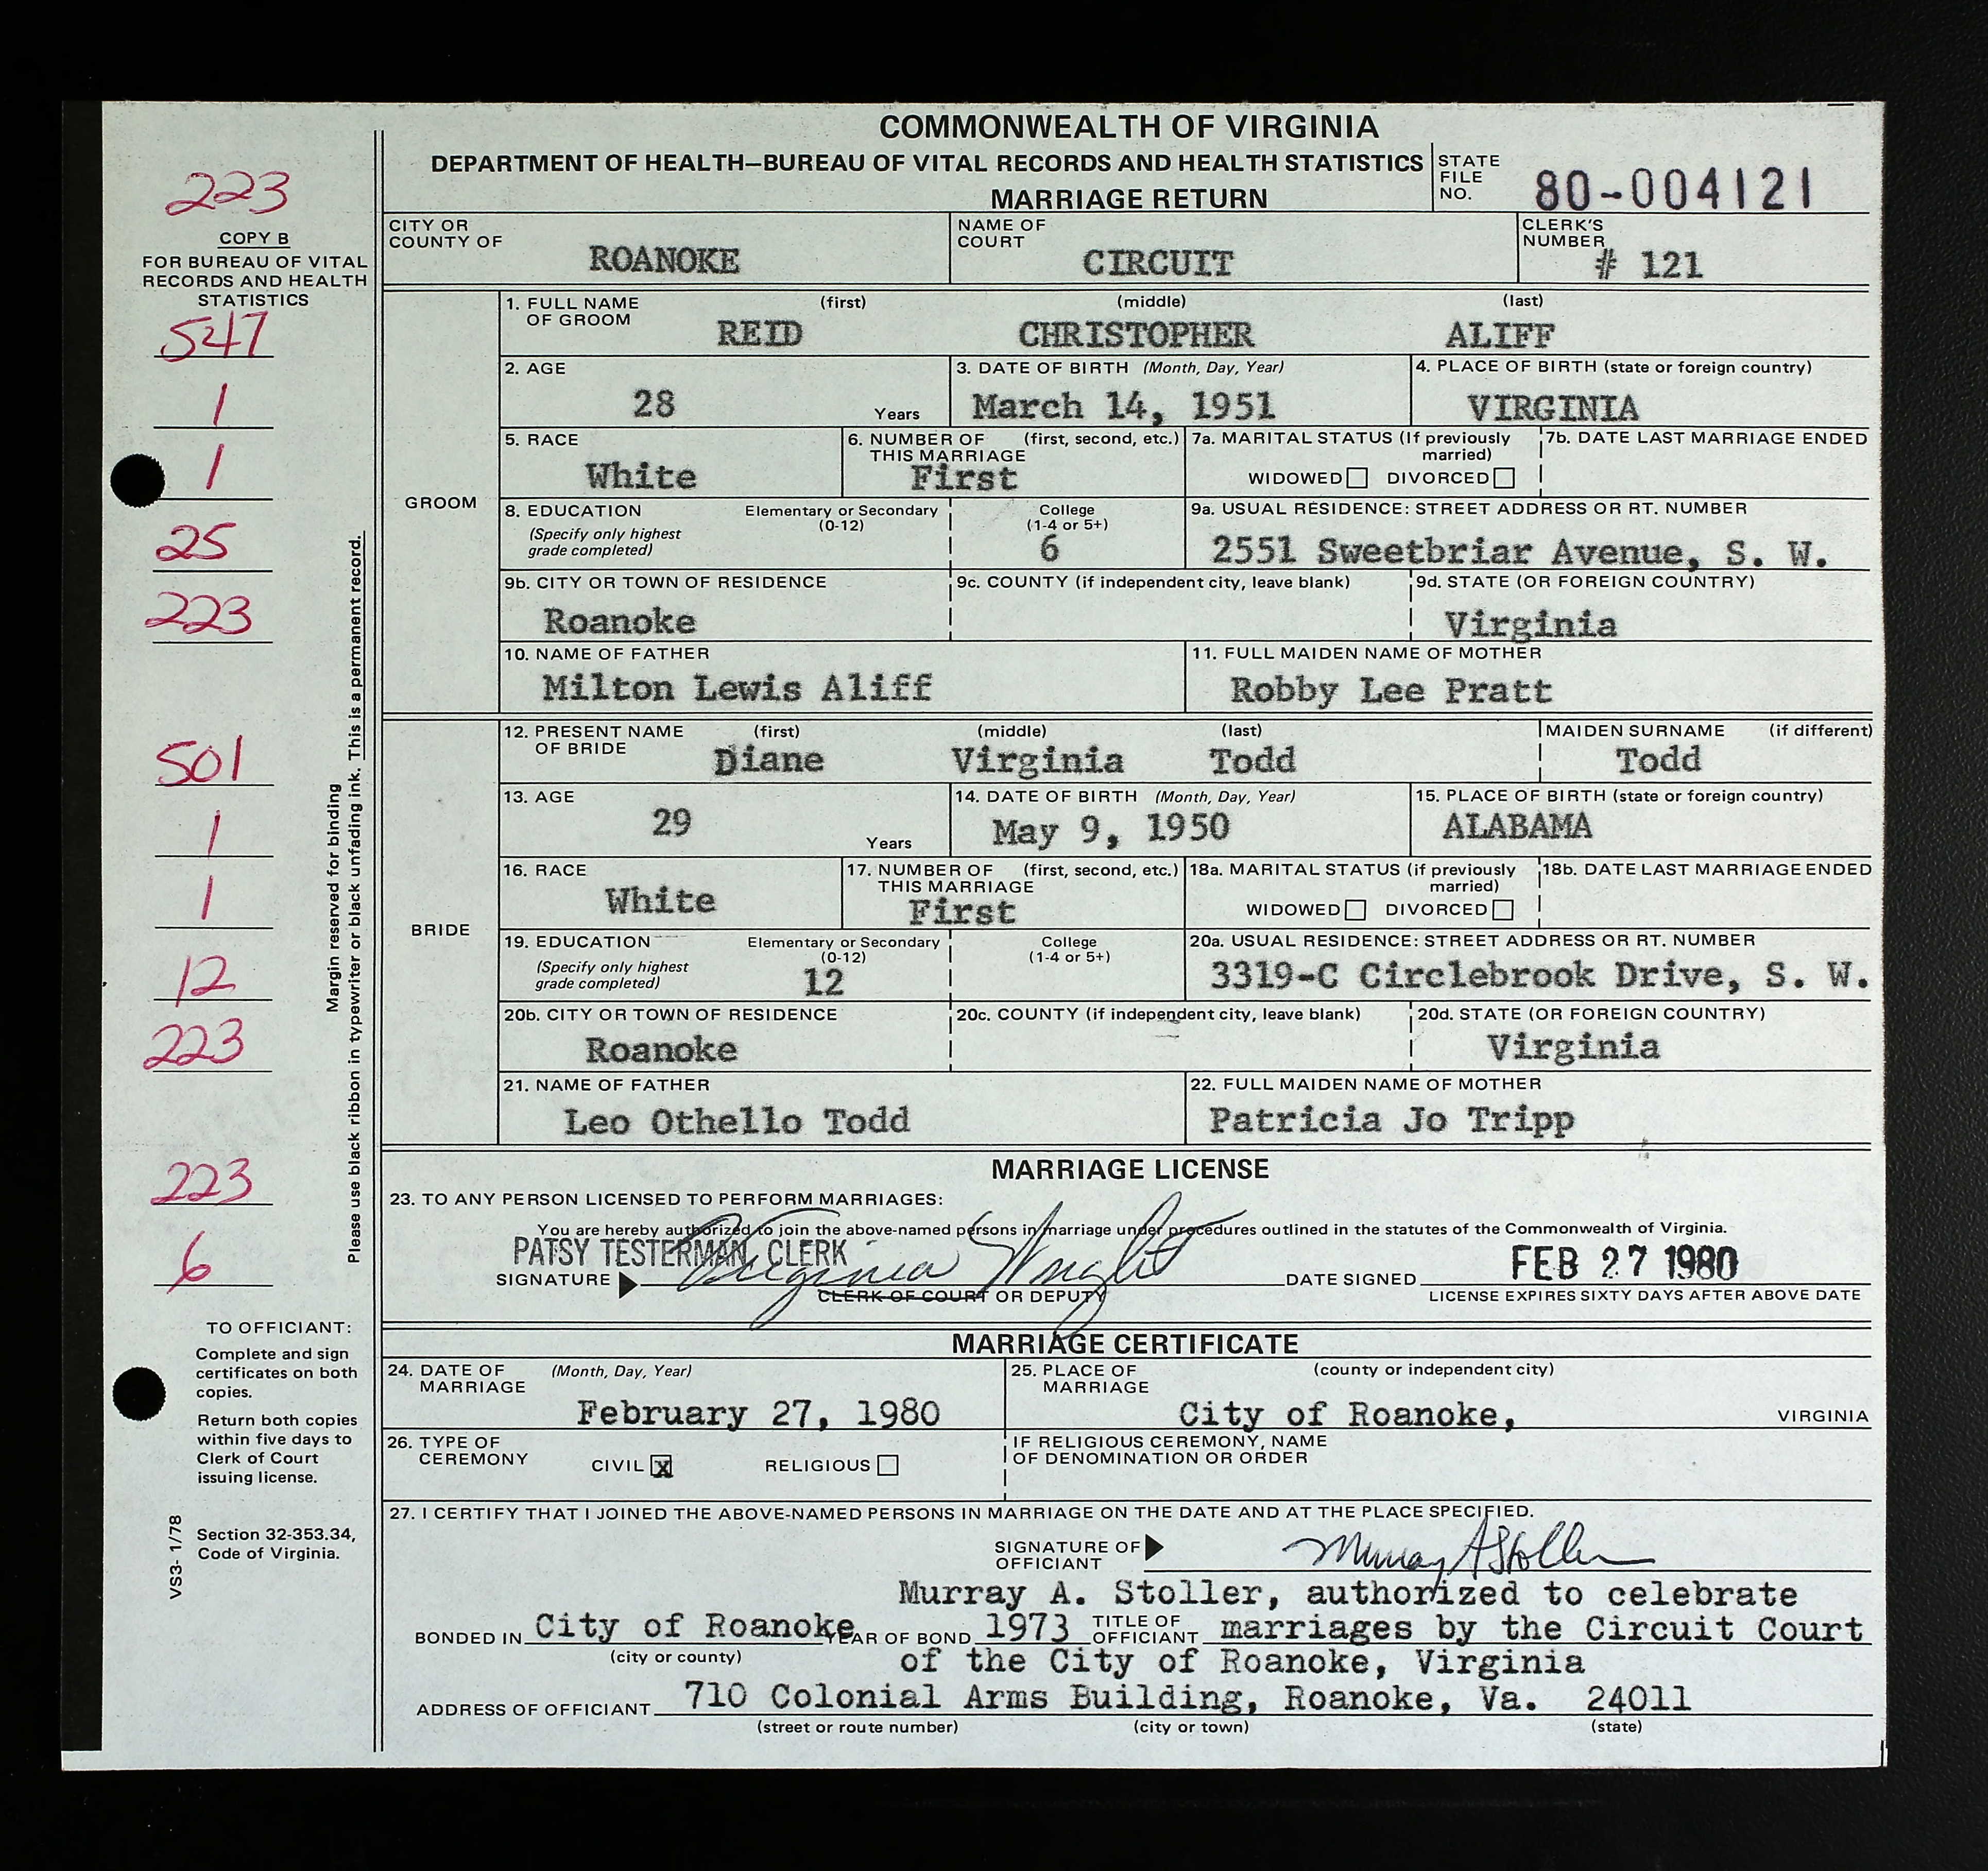 COMMONWEALTH OF VIRGINIA
DEPARTMENT OF HEALTH—BUREAU OF VITAL RECORDS AND HEALTH STATISTICS
MARRIAGE RETURN
STATE FILE NO. 80-004121
223
COPY B
FOR BUREAU OF VITAL
RECORDS AND HEALTH
STATISTICS
547
1
1
25
223
501
1
1
12
223
223
6
Margin reserved for binding
Please use black ribbon in typewriter or black unfading ink. This is a permanent record.
TO OFFICIANT:
Complete and sign
certificates on both
copies.
Return both copies
within five days to
Clerk of Court
issuing license.
Section 32-353.34,
Code of Virginia.
VS3- 1/78
CITY OR COUNTY OF ROANOKE NAME OF COURT CIRCUIT CLERK'S NUMBER # 121
GROOM
1. FULL NAME OF GROOM (first) REID (middle) CHRISTOPHER (last) ALIFF
2. AGE 28 Years 3. DATE OF BIRTH (Month, Day, Year) March 14, 1951 4. PLACE OF BIRTH (state or foreign country) VIRGINIA
5. RACE White 6. NUMBER OF THIS MARRIAGE (first, second, etc.) First 7a. MARITAL STATUS (If previously married) WIDOWED DIVORCED 7b. DATE LAST MARRIAGE ENDED
8. EDUCATION (Specify only highest grade completed) Elementary or Secondary (0-12) College (1-4 or 5+) 6 9a. USUAL RESIDENCE: STREET ADDRESS OR RT. NUMBER 2551 Sweetbriar Avenue, S. W.
9b. CITY OR TOWN OF RESIDENCE Roanoke 9c. COUNTY (if independent city, leave blank) 9d. STATE (OR FOREIGN COUNTRY) Virginia
10. NAME OF FATHER Milton Lewis Aliff 11. FULL MAIDEN NAME OF MOTHER Robby Lee Pratt
BRIDE
12. PRESENT NAME OF BRIDE (first) Diane (middle) Virginia (last) Todd MAIDEN SURNAME (if different) Todd
13. AGE 29 Years 14. DATE OF BIRTH (Month, Day, Year) May 9, 1950 15. PLACE OF BIRTH (state or foreign country) ALABAMA
16. RACE White 17. NUMBER OF THIS MARRIAGE (first, second, etc.) First 18a. MARITAL STATUS (if previously married) WIDOWED DIVORCED 18b. DATE LAST MARRIAGE ENDED
19. EDUCATION (Specify only highest grade completed) Elementary or Secondary (0-12) 12 College (1-4 or 5+) 20a. USUAL RESIDENCE: STREET ADDRESS OR RT. NUMBER 3319-C Circlebrook Drive, S. W.
20b. CITY OR TOWN OF RESIDENCE Roanoke 20c. COUNTY (if independent city, leave blank) 20d. STATE (OR FOREIGN COUNTRY) Virginia
21. NAME OF FATHER Leo Othello Todd 22. FULL MAIDEN NAME OF MOTHER Patricia Jo Tripp
MARRIAGE LICENSE
23. TO ANY PERSON LICENSED TO PERFORM MARRIAGES:
You are hereby authorized to join the above-named persons in marriage under procedures outlined in the statutes of the Commonwealth of Virginia.
PATSY TESTERMAN, CLERK
SIGNATURE Virginia Wright DATE SIGNED FEB 27 1980
CLERK OF COURT OR DEPUTY LICENSE EXPIRES SIXTY DAYS AFTER ABOVE DATE
MARRIAGE CERTIFICATE
24. DATE OF MARRIAGE (Month, Day, Year) February 27, 1980 25. PLACE OF MARRIAGE (county or independent city) City of Roanoke, VIRGINIA
26. TYPE OF CEREMONY CIVIL X RELIGIOUS IF RELIGIOUS CEREMONY, NAME OF DENOMINATION OR ORDER
27. I CERTIFY THAT I JOINED THE ABOVE-NAMED PERSONS IN MARRIAGE ON THE DATE AND AT THE PLACE SPECIFIED.
SIGNATURE OF OFFICIANT Murray A Stoller
Murray A. Stoller, authorized to celebrate
BONDED IN City of Roanoke YEAR OF BOND 1973 TITLE OF OFFICIANT marriages by the Circuit Court
(city or county) of the City of Roanoke, Virginia
ADDRESS OF OFFICIANT 710 Colonial Arms Building, Roanoke, Va. 24011
(street or route number) (city or town) (state)